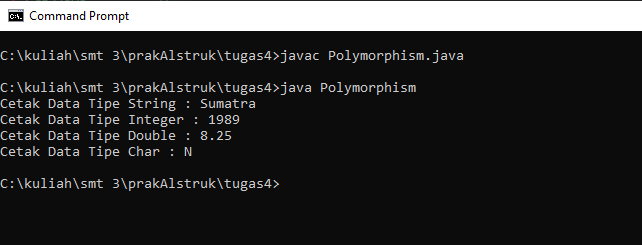 Command Prompt
C:\kuliah\smt 3\prakAlstruk\tugas4>javac Polymorphism.java
C:\kuliah\smt 3\prakAlstruk\tugas4>java Polymorphism
Cetak Data Tipe String : Sumatra
Cetak Data Tipe Integer : 1989
Cetak Data Tipe Double : 8.25
Cetak Data Tipe Char : N
C:\kuliah\smt 3\prakAlstruk\tugas4>